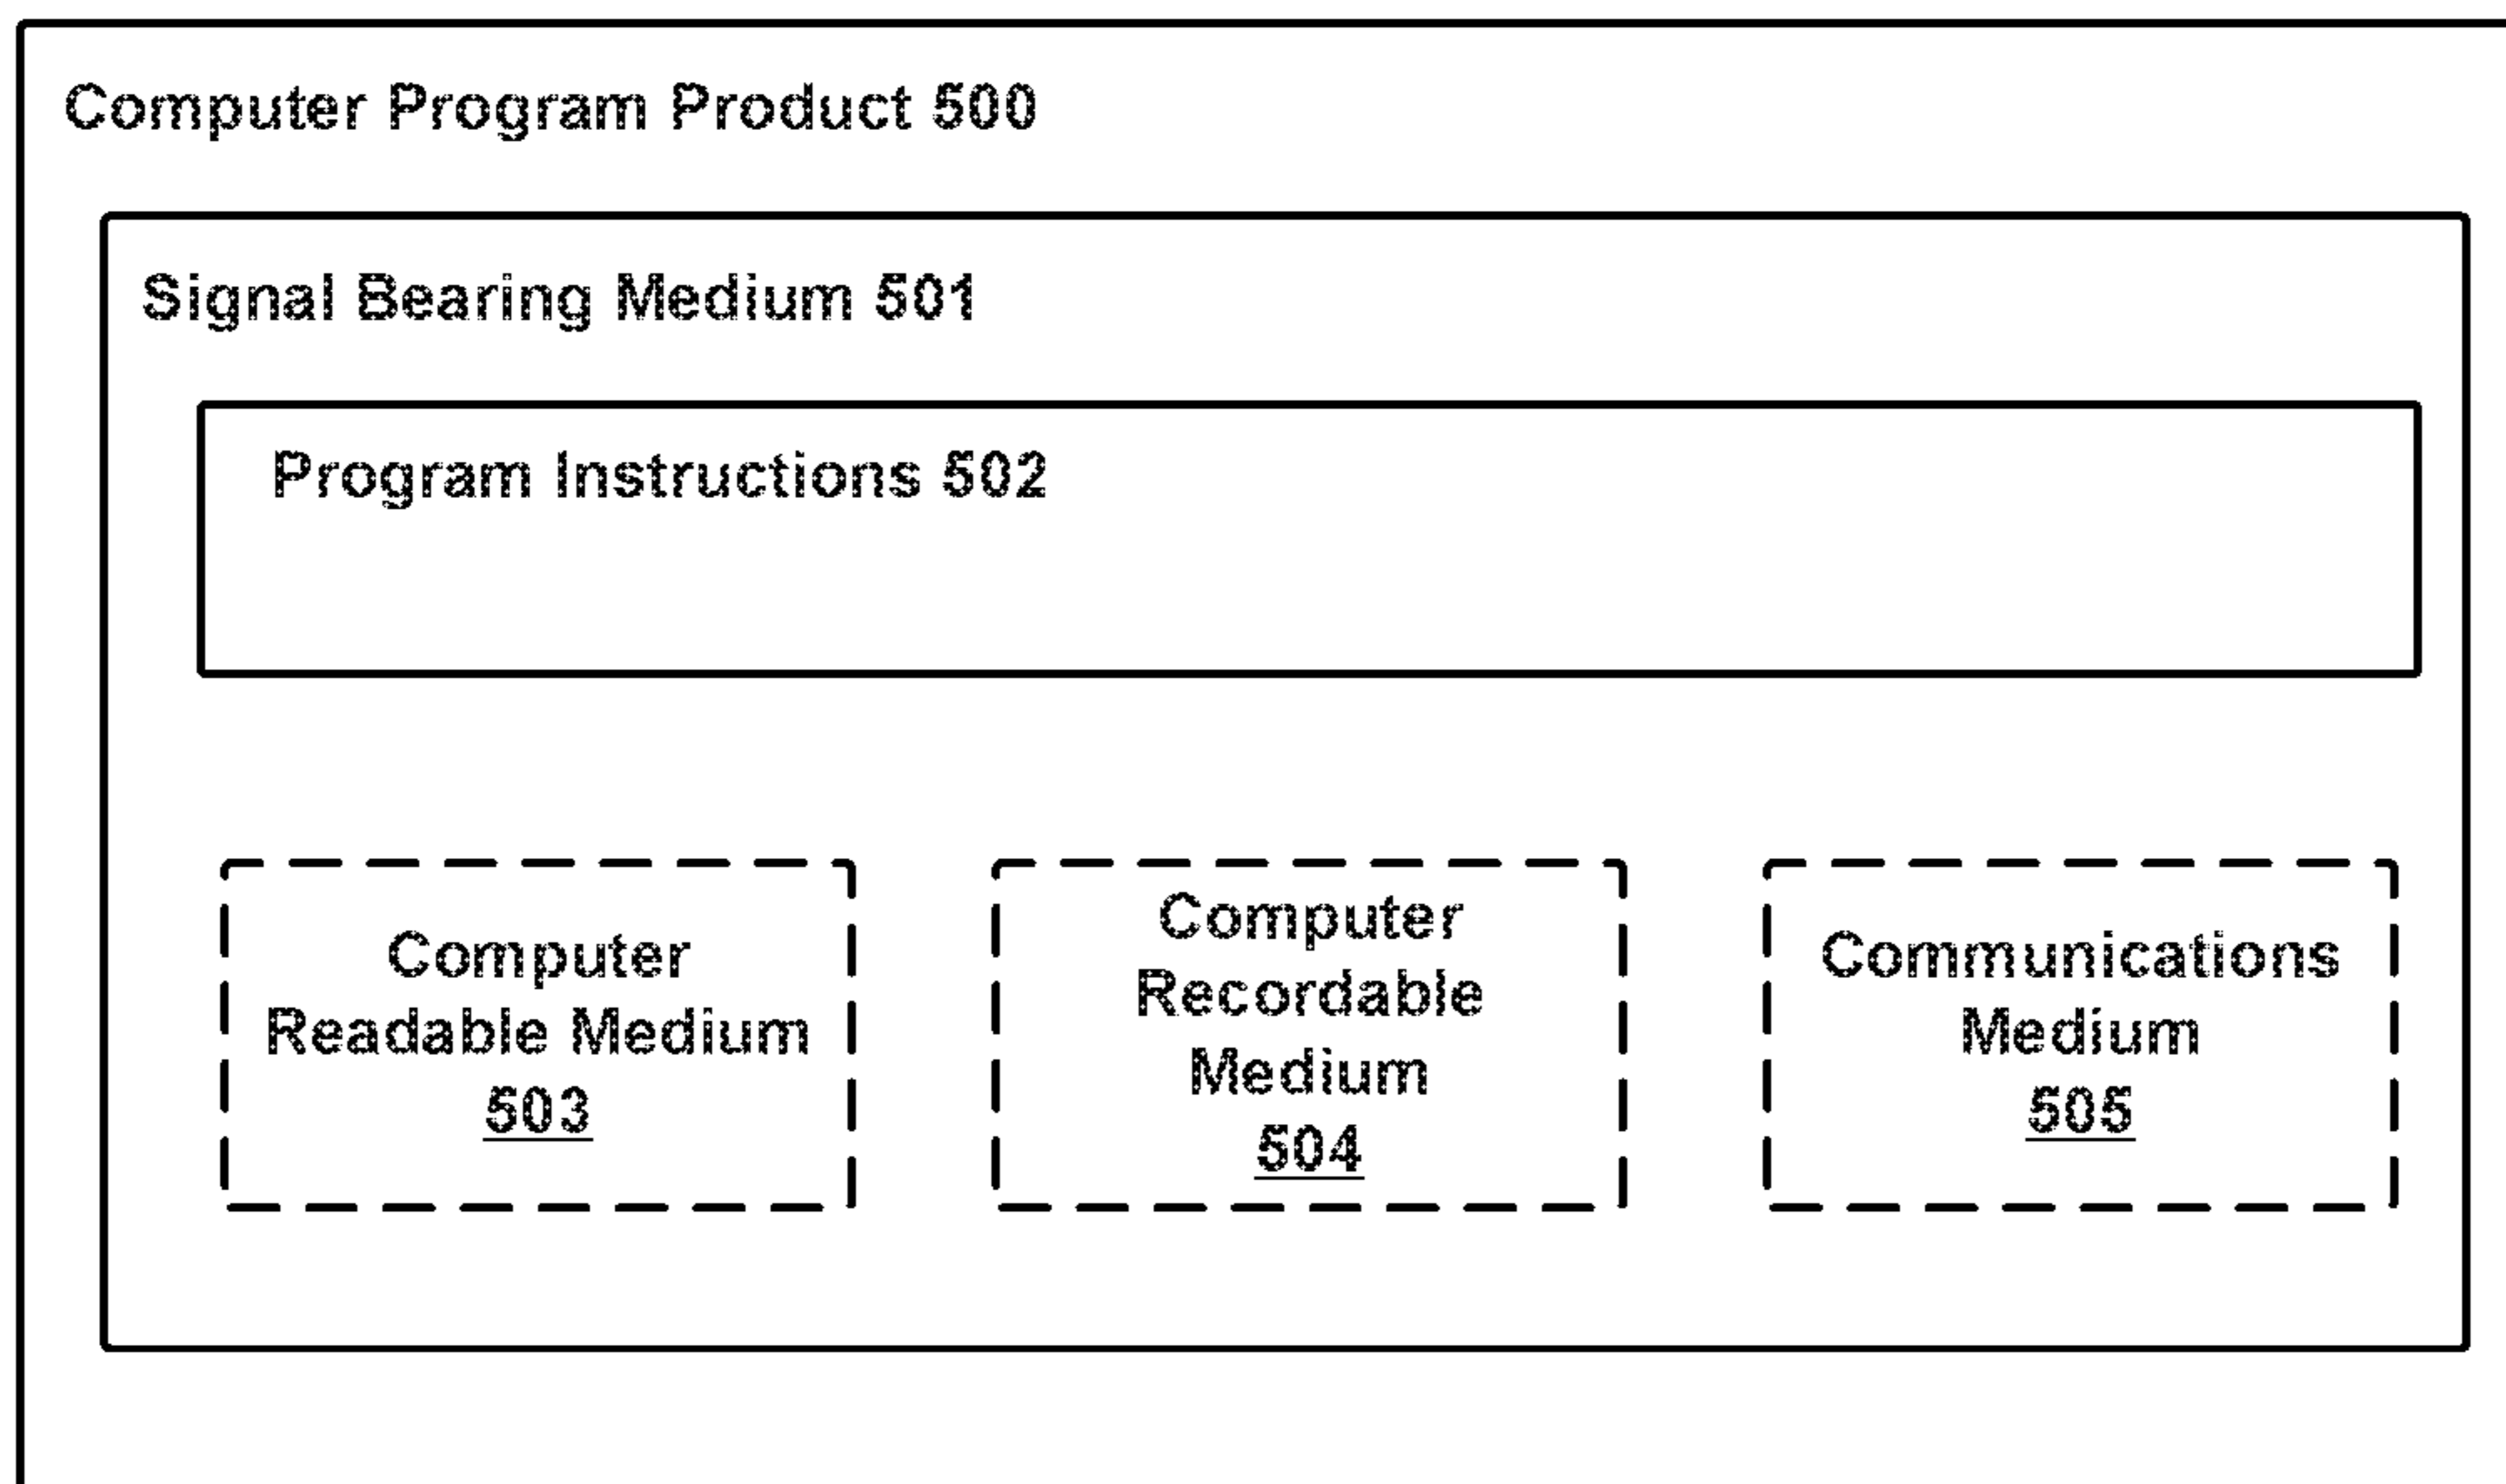 Computer Program Product 500
Signal Bearing Medium 501
Program Instructions 502
Computer
Readable Medium
503
Computer
Recordable
Medium
504
Communications
Medium
505